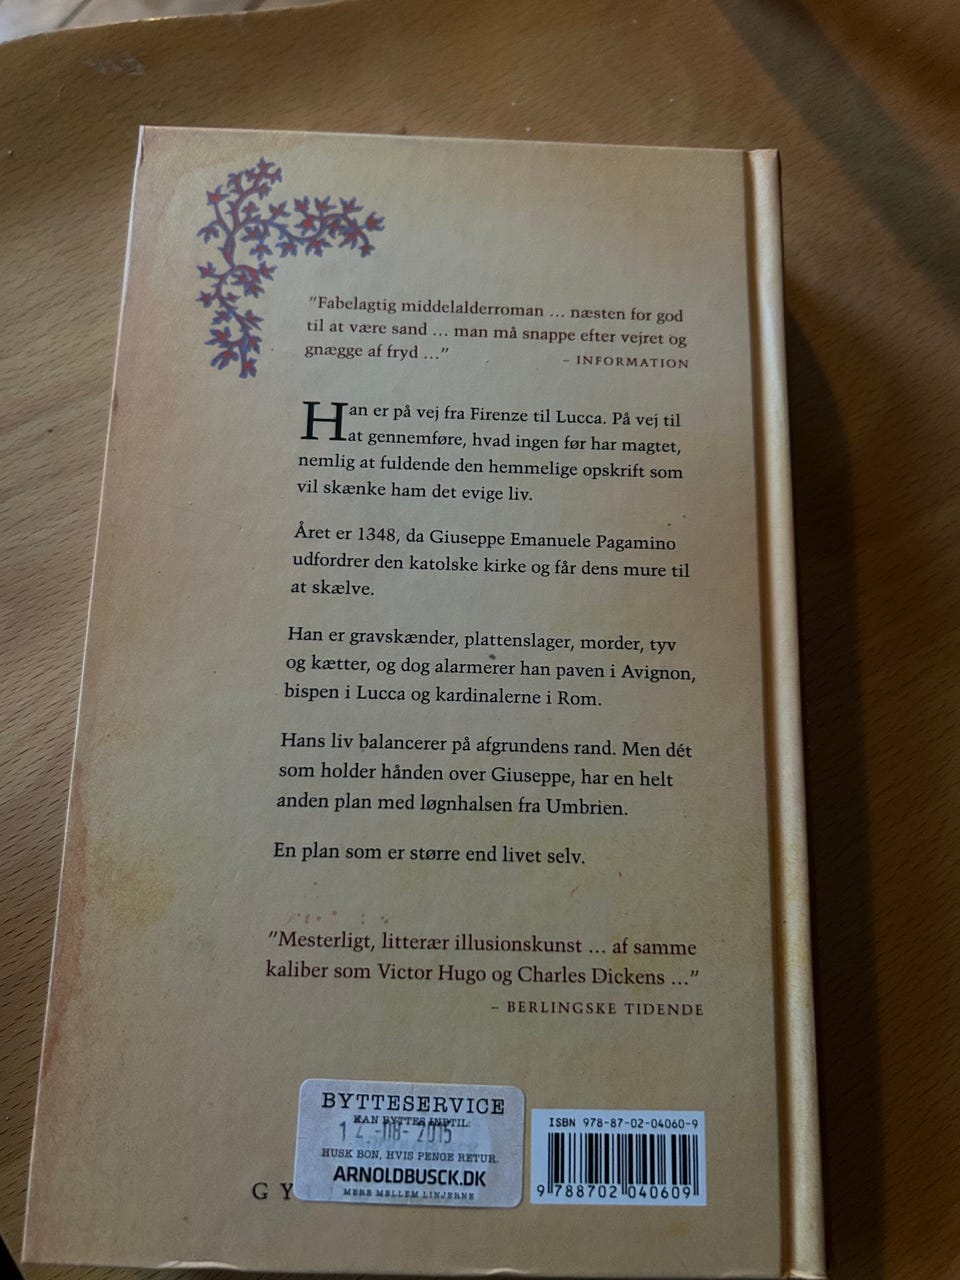 "Fabelagtig middelalderroman ... næsten for god
til at være sand ... man må snappe efter vejret og
gnægge af fryd ..."
– INFORMATION
Han er på vej fra Firenze til Lucca. På vej til
at gennemføre, hvad ingen før har magtet,
nemlig at fuldende den hemmelige opskrift som
vil skænke ham det evige liv.
Året er 1348, da Giuseppe Emanuele Pagamino
udfordrer den katolske kirke og får dens mure til
at skælve.
Han er gravskænder, plattenslager, morder, tyv
og kætter, og dog alarmerer han paven i Avignon,
bispen i Lucca og kardinalerne i Rom.
Hans liv balancerer på afgrundens rand. Men dét
som holder hånden over Giuseppe, har en helt
anden plan med løgnhalsen fra Umbrien.
En plan som er større end livet selv.
"Mesterligt, litterær illusionskunst ... af samme
kaliber som Victor Hugo og Charles Dickens ..."
– BERLINGSKE TIDENDE
BYTTESERVICE
KAN BYTTES INDTIL:
-08- 2015
HUSK BON, HVIS PENGE RETUR.
ARNOLDBUSCK.DK
MERE MELLEM LINJERNE
G Y
ISBN 978-87-02-04060-9
9 788702 040609